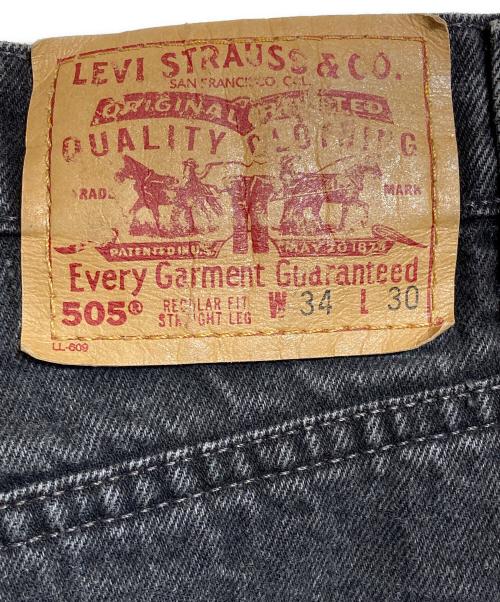 LEVI STRAUSS & CO.
SAN FRANCISCO CAL
ORIGINAL RIVETED
QUALITY CLOTHING
TRADE MARK
PATENTED IN U.S. MAY 20 1873
Every Garment Guaranteed
505® REGULAR FIT W 34 L 30
STRAIGHT LEG
LL-609